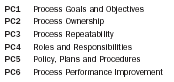 PC1 Process Goals and Objectives
PC2 Process Ownership
PC3 Process Repeatability
PC4 Roles and Responsibilities
PC5 Policy, Plans and Procedures
PC6 Process Performance Improvement